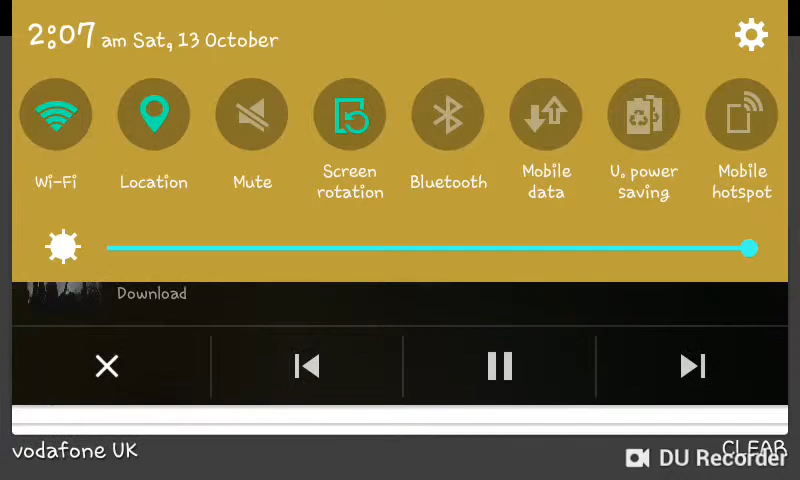 2:07 am Sat, 13 October
Wi-Fi
Location
Mute
Screen rotation
Bluetooth
Mobile data
U. power saving
Mobile hotspot
Download
vodafone UK
CLEAR
DU Recorder